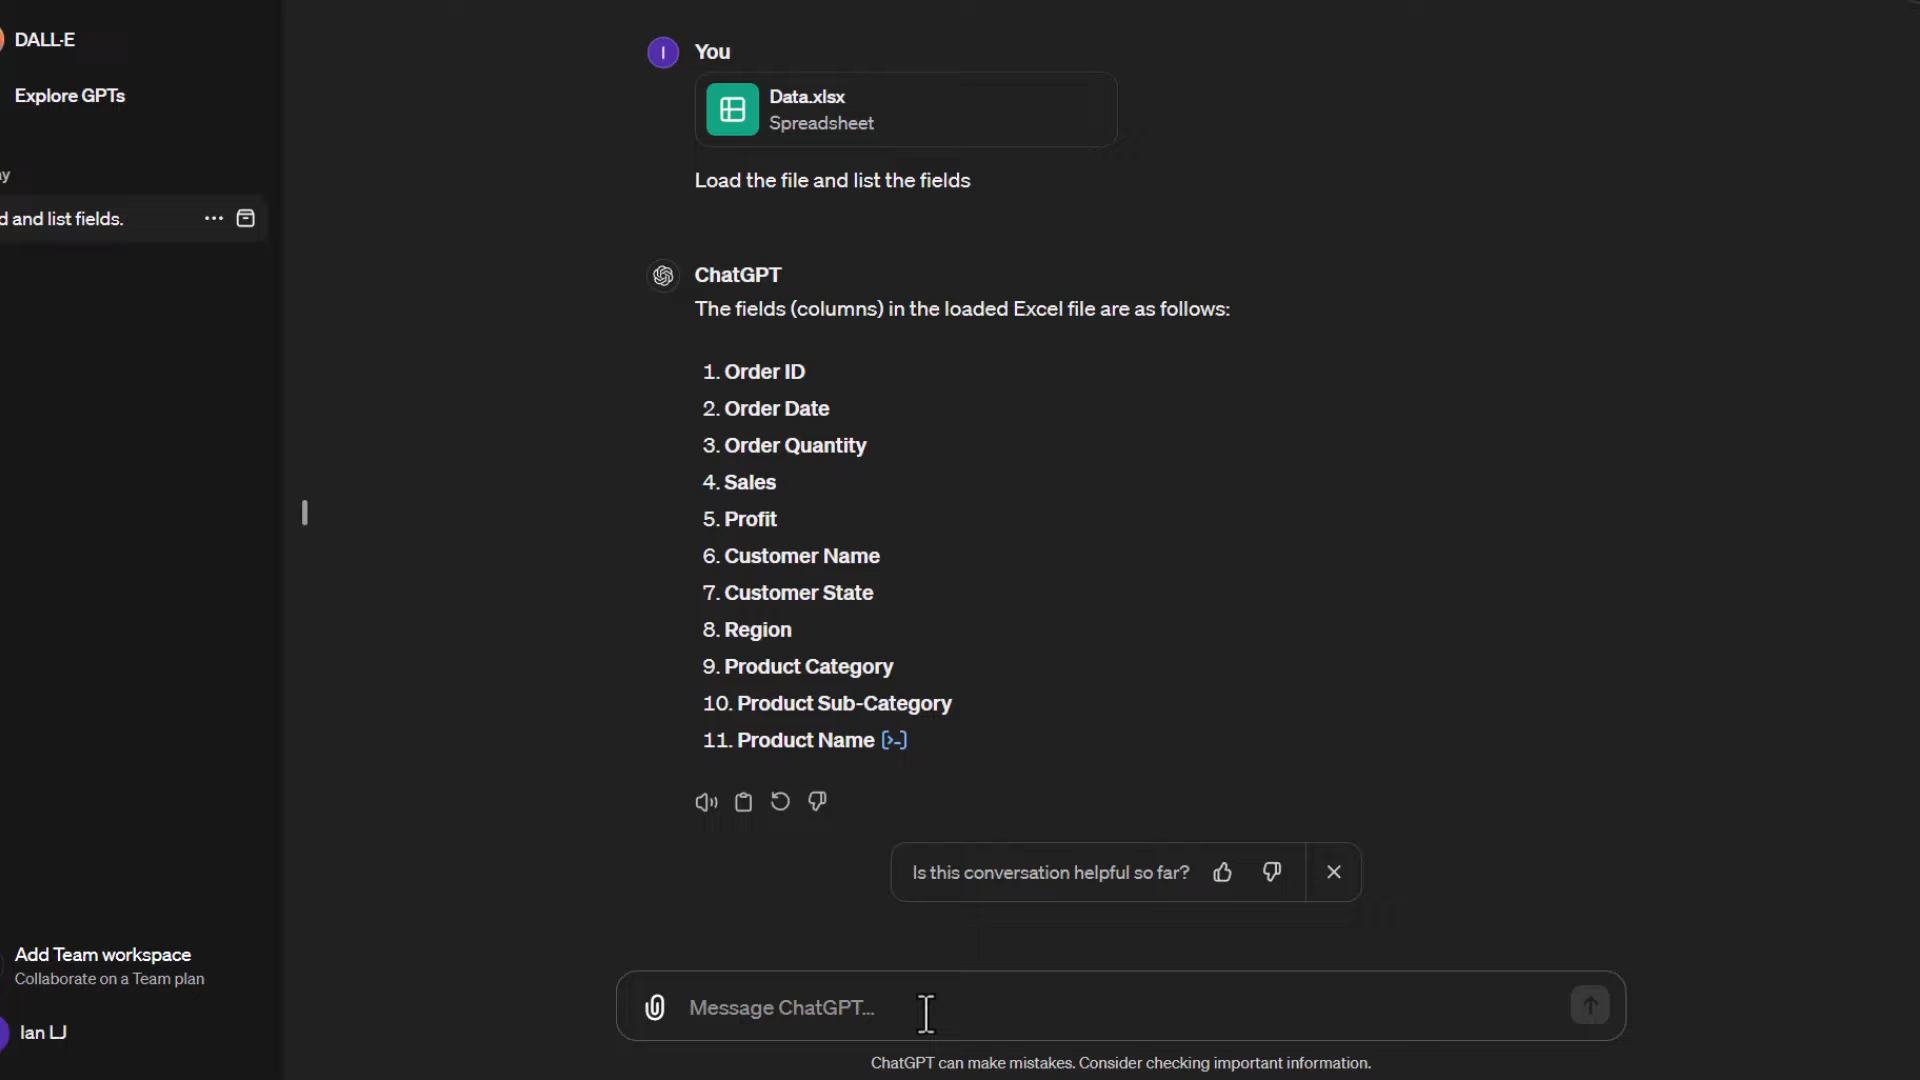 DALL·E
Explore GPTs
ay
d and list fields.
Add Team workspace
Collaborate on a Team plan
Ian LJ
I
You
Data.xlsx
Spreadsheet
Load the file and list the fields
ChatGPT
The fields (columns) in the loaded Excel file are as follows:
1. Order ID
2. Order Date
3. Order Quantity
4. Sales
5. Profit
6. Customer Name
7. Customer State
8. Region
9. Product Category
10. Product Sub-Category
11. Product Name [>-]
Is this conversation helpful so far?
Message ChatGPT...
ChatGPT can make mistakes. Consider checking important information.